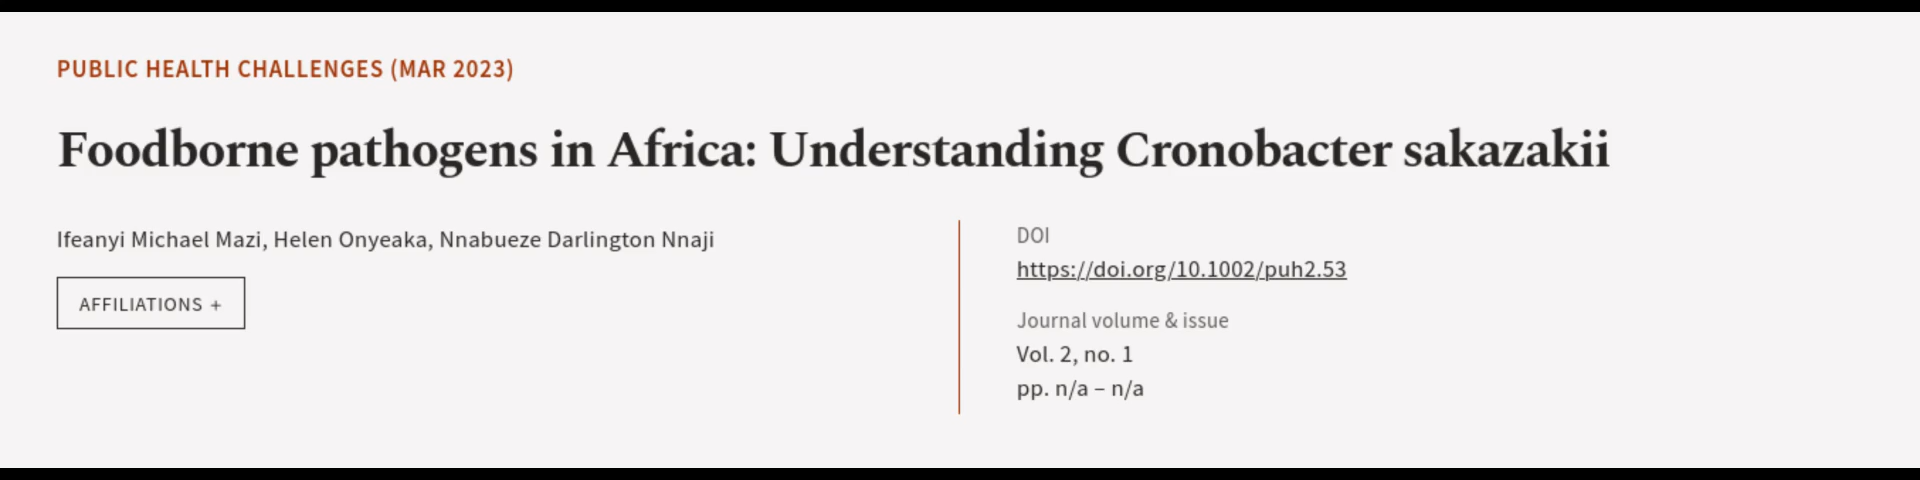 PUBLIC HEALTH CHALLENGES (MAR 2023)
Foodborne pathogens in Africa: Understanding Cronobacter sakazakii
Ifeanyi Michael Mazi, Helen Onyeaka, Nnabueze Darlington Nnaji
AFFILIATIONS +
DOI
https://doi.org/10.1002/puh2.53
Journal volume & issue
Vol. 2, no. 1
pp. n/a – n/a